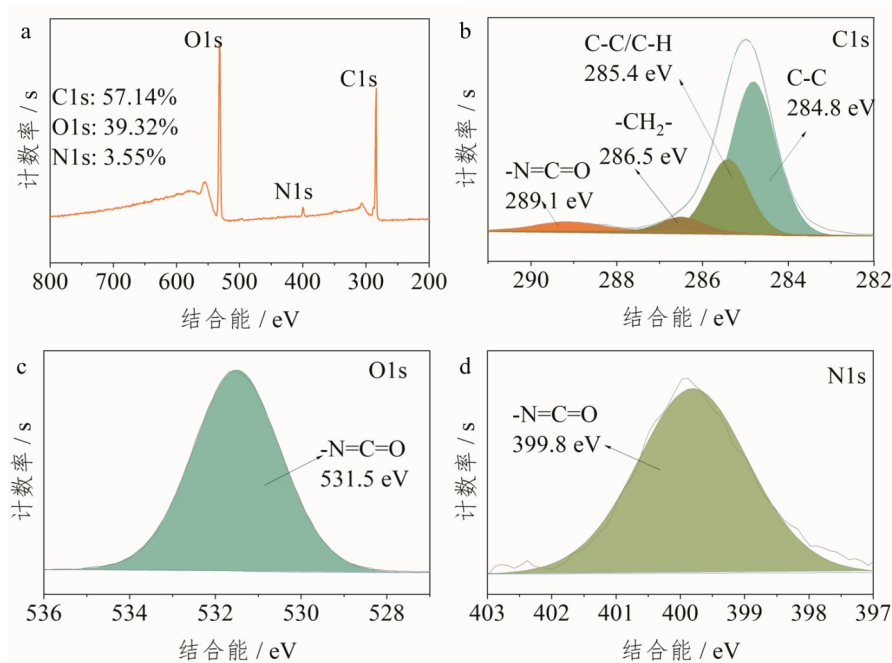 a
O1s
C1s
C1s: 57.14%
O1s: 39.32%
N1s: 3.55%
N1s
计数率 / s
800 700 600 500 400 300 200
结合能 / eV
b
C1s
C-C/C-H
285.4 eV
C-C
284.8 eV
-CH₂-
286.5 eV
-N=C=O
289.1 eV
计数率 / s
290 288 286 284 282
结合能 / eV
c
O1s
-N=C=O
531.5 eV
计数率 / s
536 534 532 530 528
结合能 / eV
d
N1s
-N=C=O
399.8 eV
计数率 / s
403 402 401 400 399 398 397
结合能 / eV